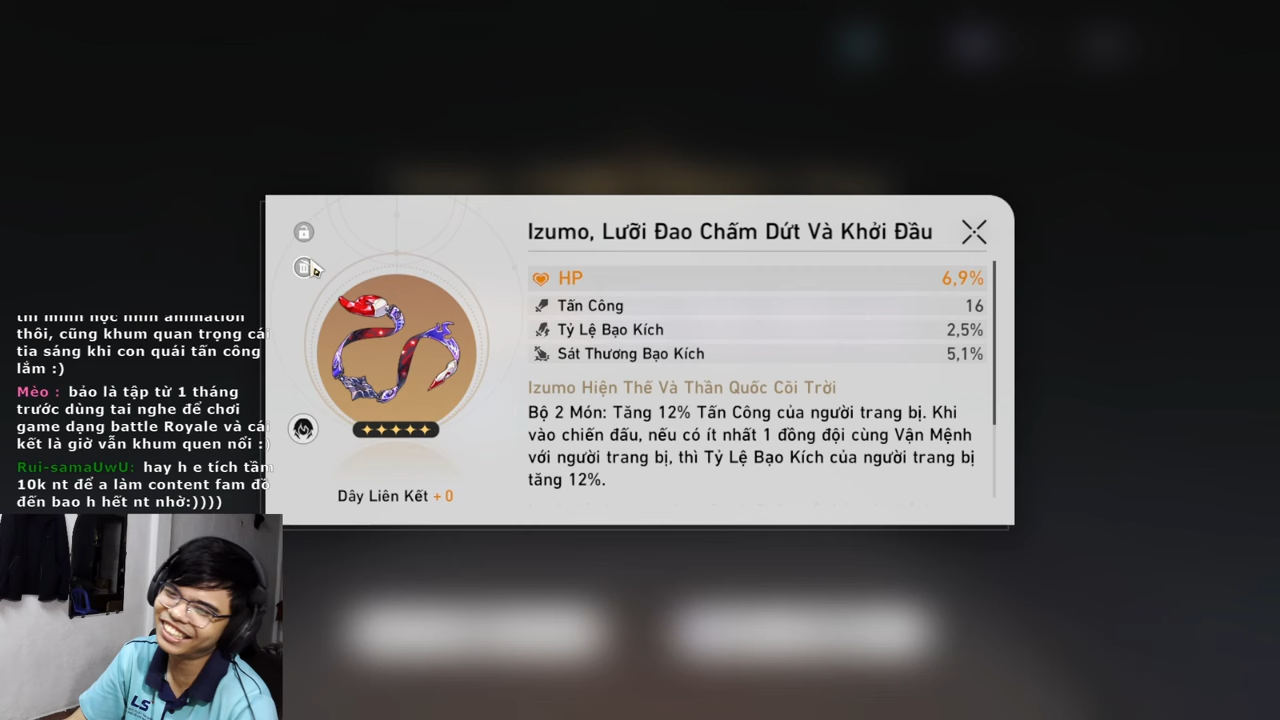 thì mình học nhìn animation
thôi, cũng khum quan trọng cái
tia sáng khi con quái tấn công
lắm :)
Mèo : bảo là tập từ 1 tháng
trước dùng tai nghe để chơi
game dạng battle Royale và cái
kết là giờ vẫn khum quen nổi :)
Rui-samaUwU: hay h e tích tầm
10k nt để a làm content fam đồ
đến bao h hết nt nhở:))))
Izumo, Lưỡi Đao Chấm Dứt Và Khởi Đầu
HP 6,9%
Tấn Công 16
Tỷ Lệ Bạo Kích 2,5%
Sát Thương Bạo Kích 5,1%
Izumo Hiện Thế Và Thần Quốc Cõi Trời
Bộ 2 Món: Tăng 12% Tấn Công của người trang bị. Khi
vào chiến đấu, nếu có ít nhất 1 đồng đội cùng Vận Mệnh
với người trang bị, thì Tỷ Lệ Bạo Kích của người trang bị
tăng 12%.
Dây Liên Kết + 0
LS